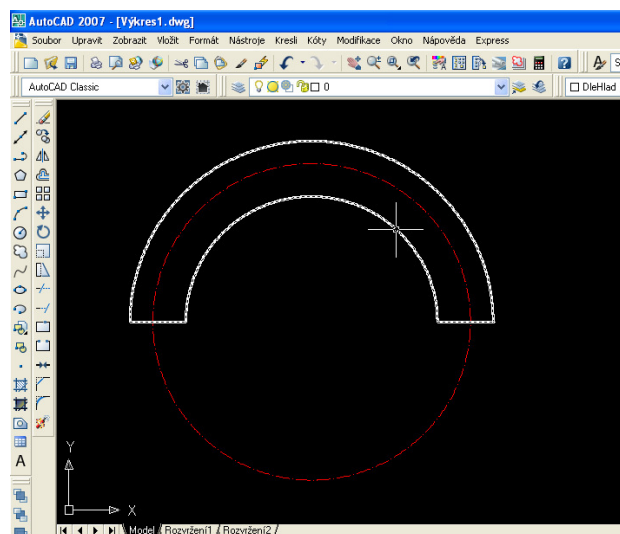 AutoCAD 2007 - [Výkres1.dwg]
Soubor Upravit Zobrazit Vložit Formát Nástroje Kresli Kóty Modifikace Okno Nápověda Express
A S
AutoCAD Classic 0 DleHlad
A
Y
X
Model Rozvržení1 Rozvržení2